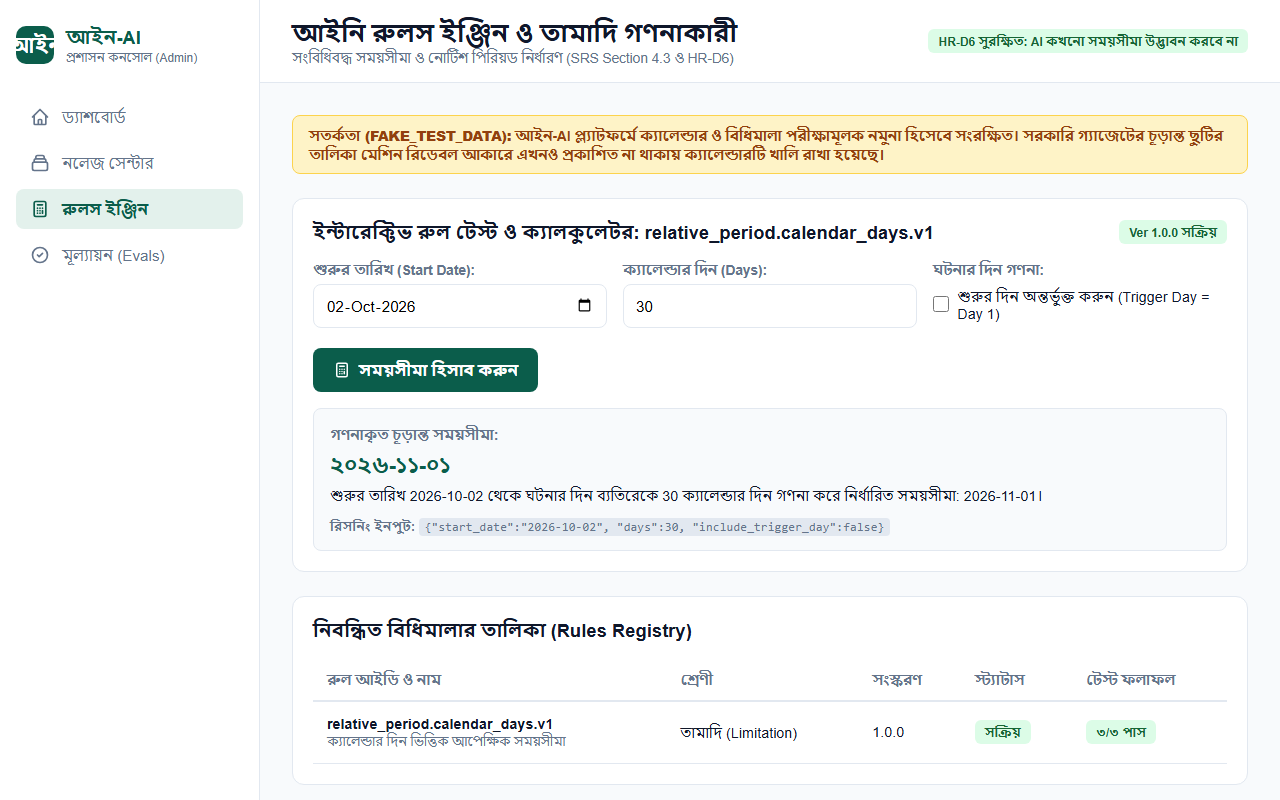 আইন
আইন-AI
প্রশাসন কনসোল (Admin)
ড্যাশবোর্ড
নলেজ সেন্টার
রুলস ইঞ্জিন
মূল্যায়ন (Evals)
আইনি রুলস ইঞ্জিন ও তামাদি গণনাকারী
সংবিধিবদ্ধ সময়সীমা ও নোটিশ পিরিয়ড নির্ধারণ (SRS Section 4.3 ও HR-D6)
HR-D6 সুরক্ষিত: AI কখনো সময়সীমা উদ্ভাবন করবে না
সতর্কতা (FAKE_TEST_DATA): আইন-AI প্ল্যাটফর্মে ক্যালেন্ডার ও বিধিমালা পরীক্ষামূলক নমুনা হিসেবে সংরক্ষিত। সরকারি গ্যাজেটের চূড়ান্ত ছুটির
তালিকা মেশিন রিডেবল আকারে এখনও প্রকাশিত না থাকায় ক্যালেন্ডারটি খালি রাখা হয়েছে।
ইন্টারেক্টিভ রুল টেস্ট ও ক্যালকুলেটর: relative_period.calendar_days.v1
Ver 1.0.0 সক্রিয়
শুরুর তারিখ (Start Date):
ক্যালেন্ডার দিন (Days):
ঘটনার দিন গণনা:
02-Oct-2026
30
শুরুর দিন অন্তর্ভুক্ত করুন (Trigger Day =
Day 1)
সময়সীমা হিসাব করুন
গণনাকৃত চূড়ান্ত সময়সীমা:
২০২৬-১১-০১
শুরুর তারিখ 2026-10-02 থেকে ঘটনার দিন ব্যতিরেকে 30 ক্যালেন্ডার দিন গণনা করে নির্ধারিত সময়সীমা: 2026-11-01।
রিসনিং ইনপুট: {"start_date":"2026-10-02", "days":30, "include_trigger_day":false}
নিবন্ধিত বিধিমালার তালিকা (Rules Registry)
রুল আইডি ও নাম
শ্রেণী
সংস্করণ
স্ট্যাটাস
টেস্ট ফলাফল
relative_period.calendar_days.v1
ক্যালেন্ডার দিন ভিত্তিক আপেক্ষিক সময়সীমা
তামাদি (Limitation)
1.0.0
সক্রিয়
৩/৩ পাস